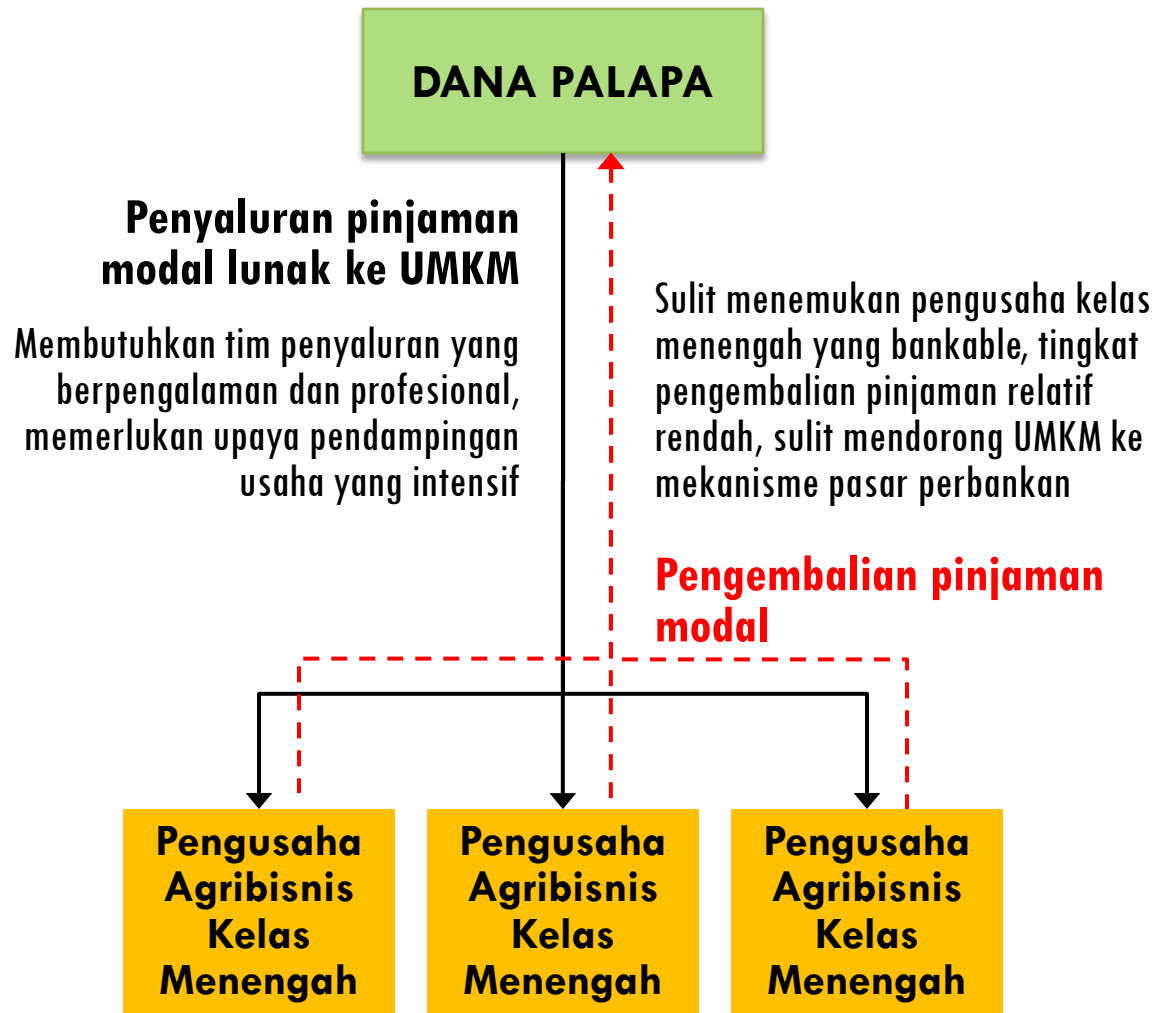 DANA PALAPA
Penyaluran pinjaman
modal lunak ke UMKM
Membutuhkan tim penyaluran yang
berpengalaman dan profesional,
memerlukan upaya pendampingan
usaha yang intensif
Sulit menemukan pengusaha kelas
menengah yang bankable, tingkat
pengembalian pinjaman relatif
rendah, sulit mendorong UMKM ke
mekanisme pasar perbankan
Pengembalian pinjaman
modal
Pengusaha
Agribisnis
Kelas
Menengah
Pengusaha
Agribisnis
Kelas
Menengah
Pengusaha
Agribisnis
Kelas
Menengah